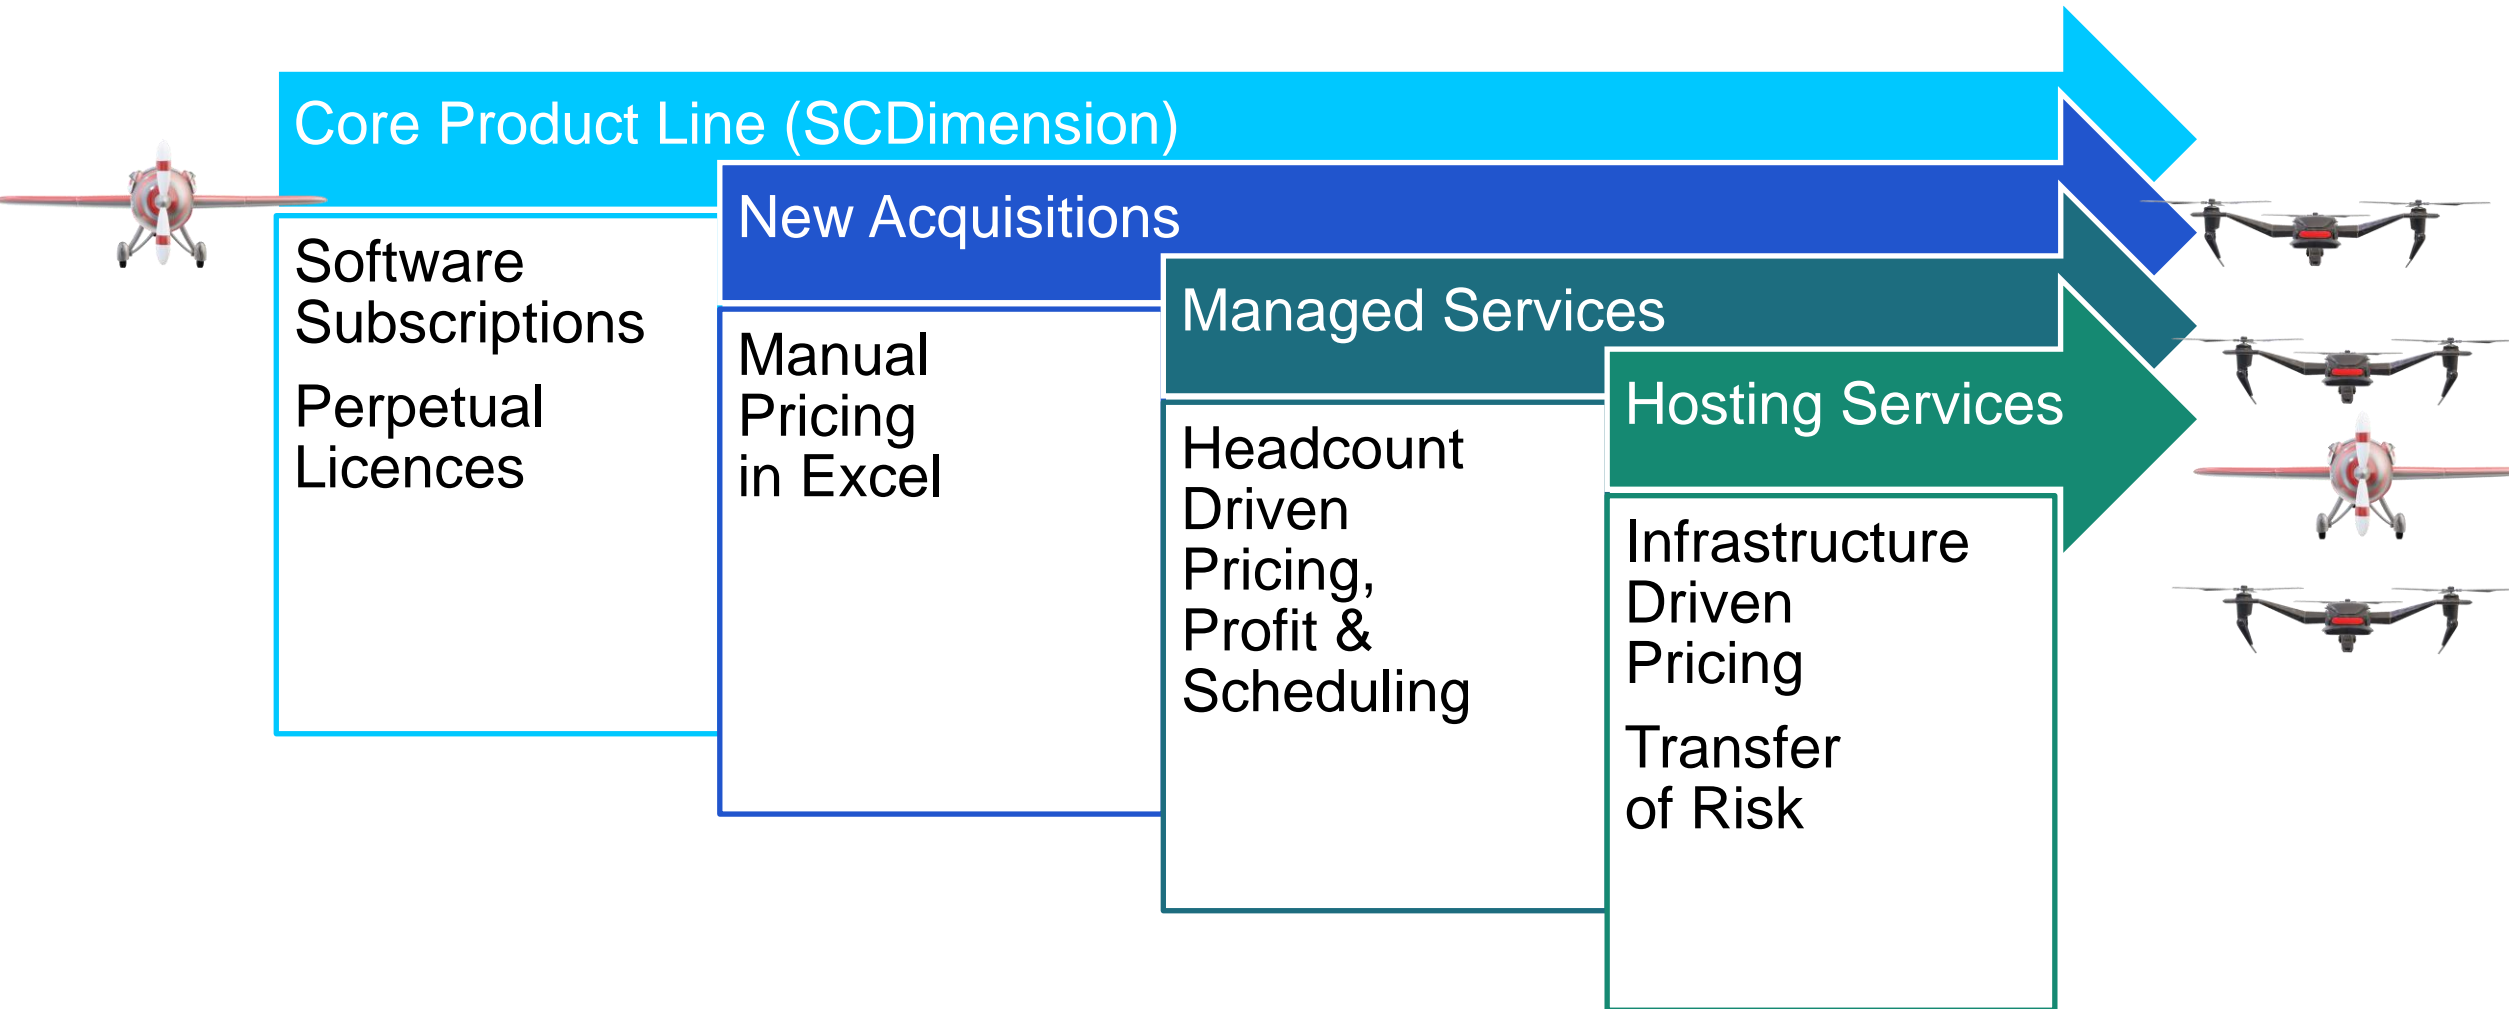 Core Product Line (SCDimension)
Software
Subscriptions
Perpetual
Licences
New Acquisitions
Manual
Pricing
in Excel
Managed Services
Headcount
Driven
Pricing,
Profit &
Scheduling
Hosting Services
Infrastructure
Driven
Pricing
Transfer
of Risk